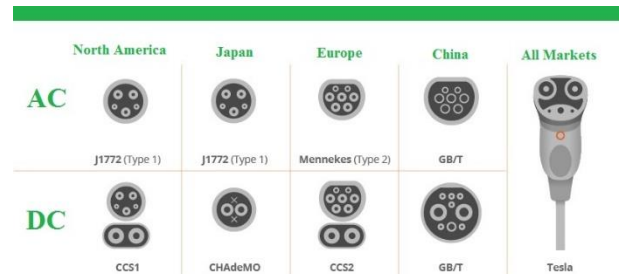 North America Japan Europe China All Markets
AC
J1772 (Type 1) J1772 (Type 1) Mennekes (Type 2) GB/T
DC
CCS1 CHAdeMO CCS2 GB/T Tesla